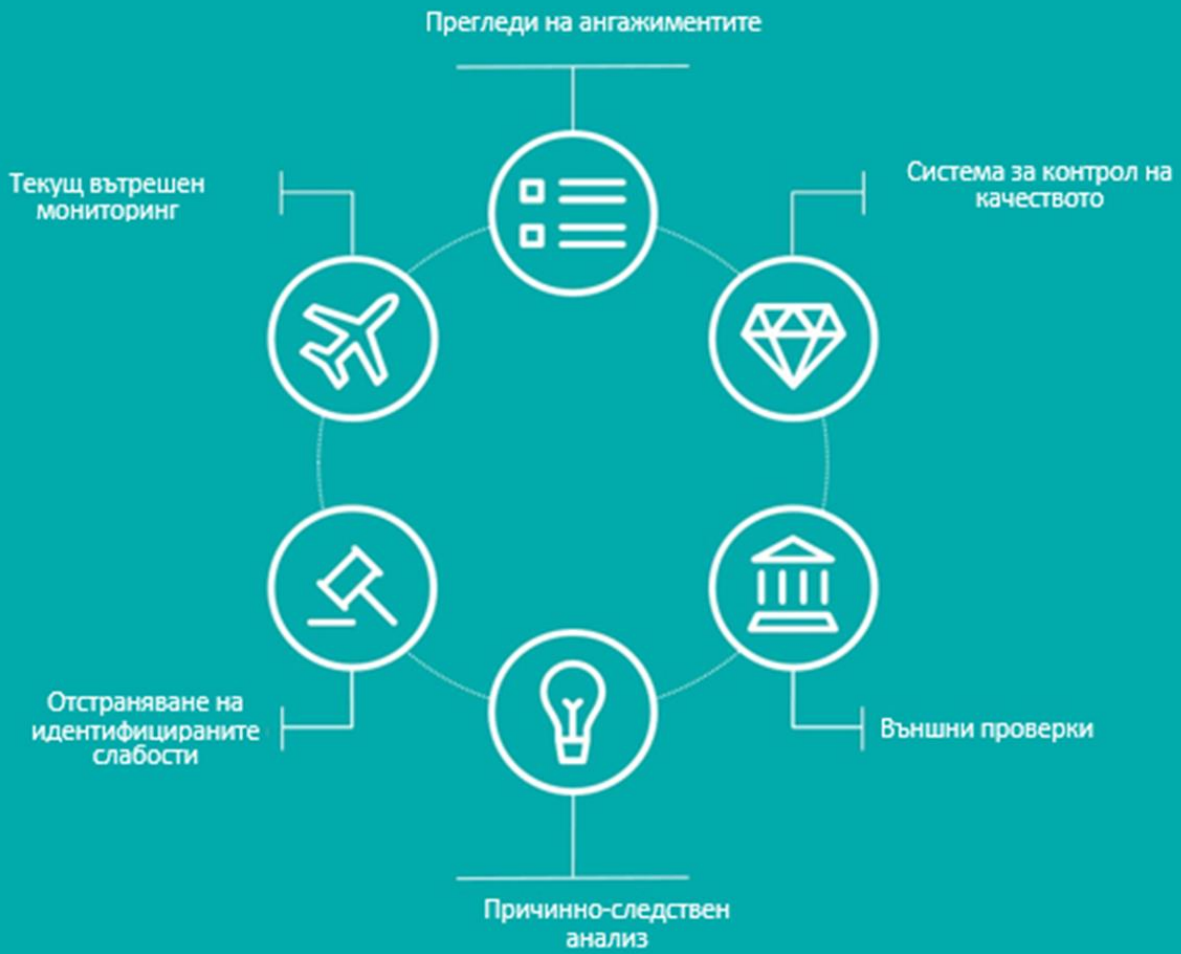 Прегледи на ангажиментите
Текущ вътрешен
мониторинг
Система за контрол на
качеството
Отстраняване на
идентифицираните
слабости
Външни проверки
Причинно-следствен
анализ